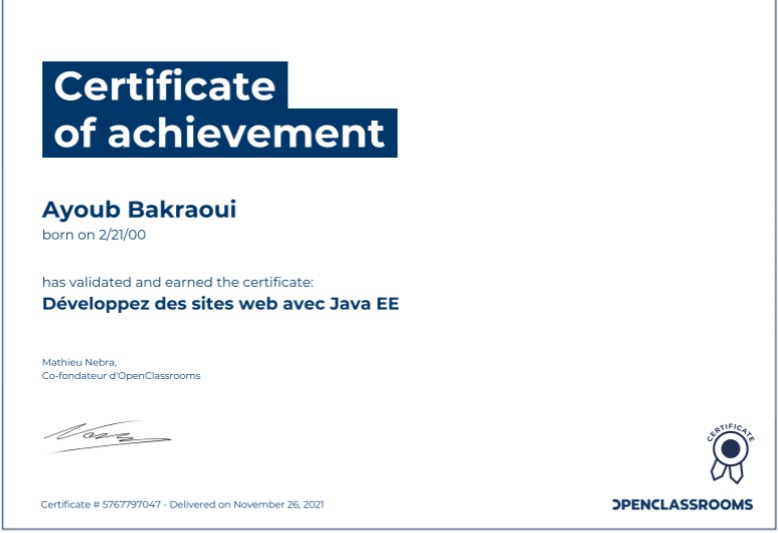 Certificate
of achievement
Ayoub Bakraoui
born on 2/21/00
has validated and earned the certificate:
Développez des sites web avec Java EE
Mathieu Nebra,
Co-fondateur d'OpenClassrooms
CERTIFICATE
Certificate # 5767797047 - Delivered on November 26, 2021
OPENCLASSROOMS